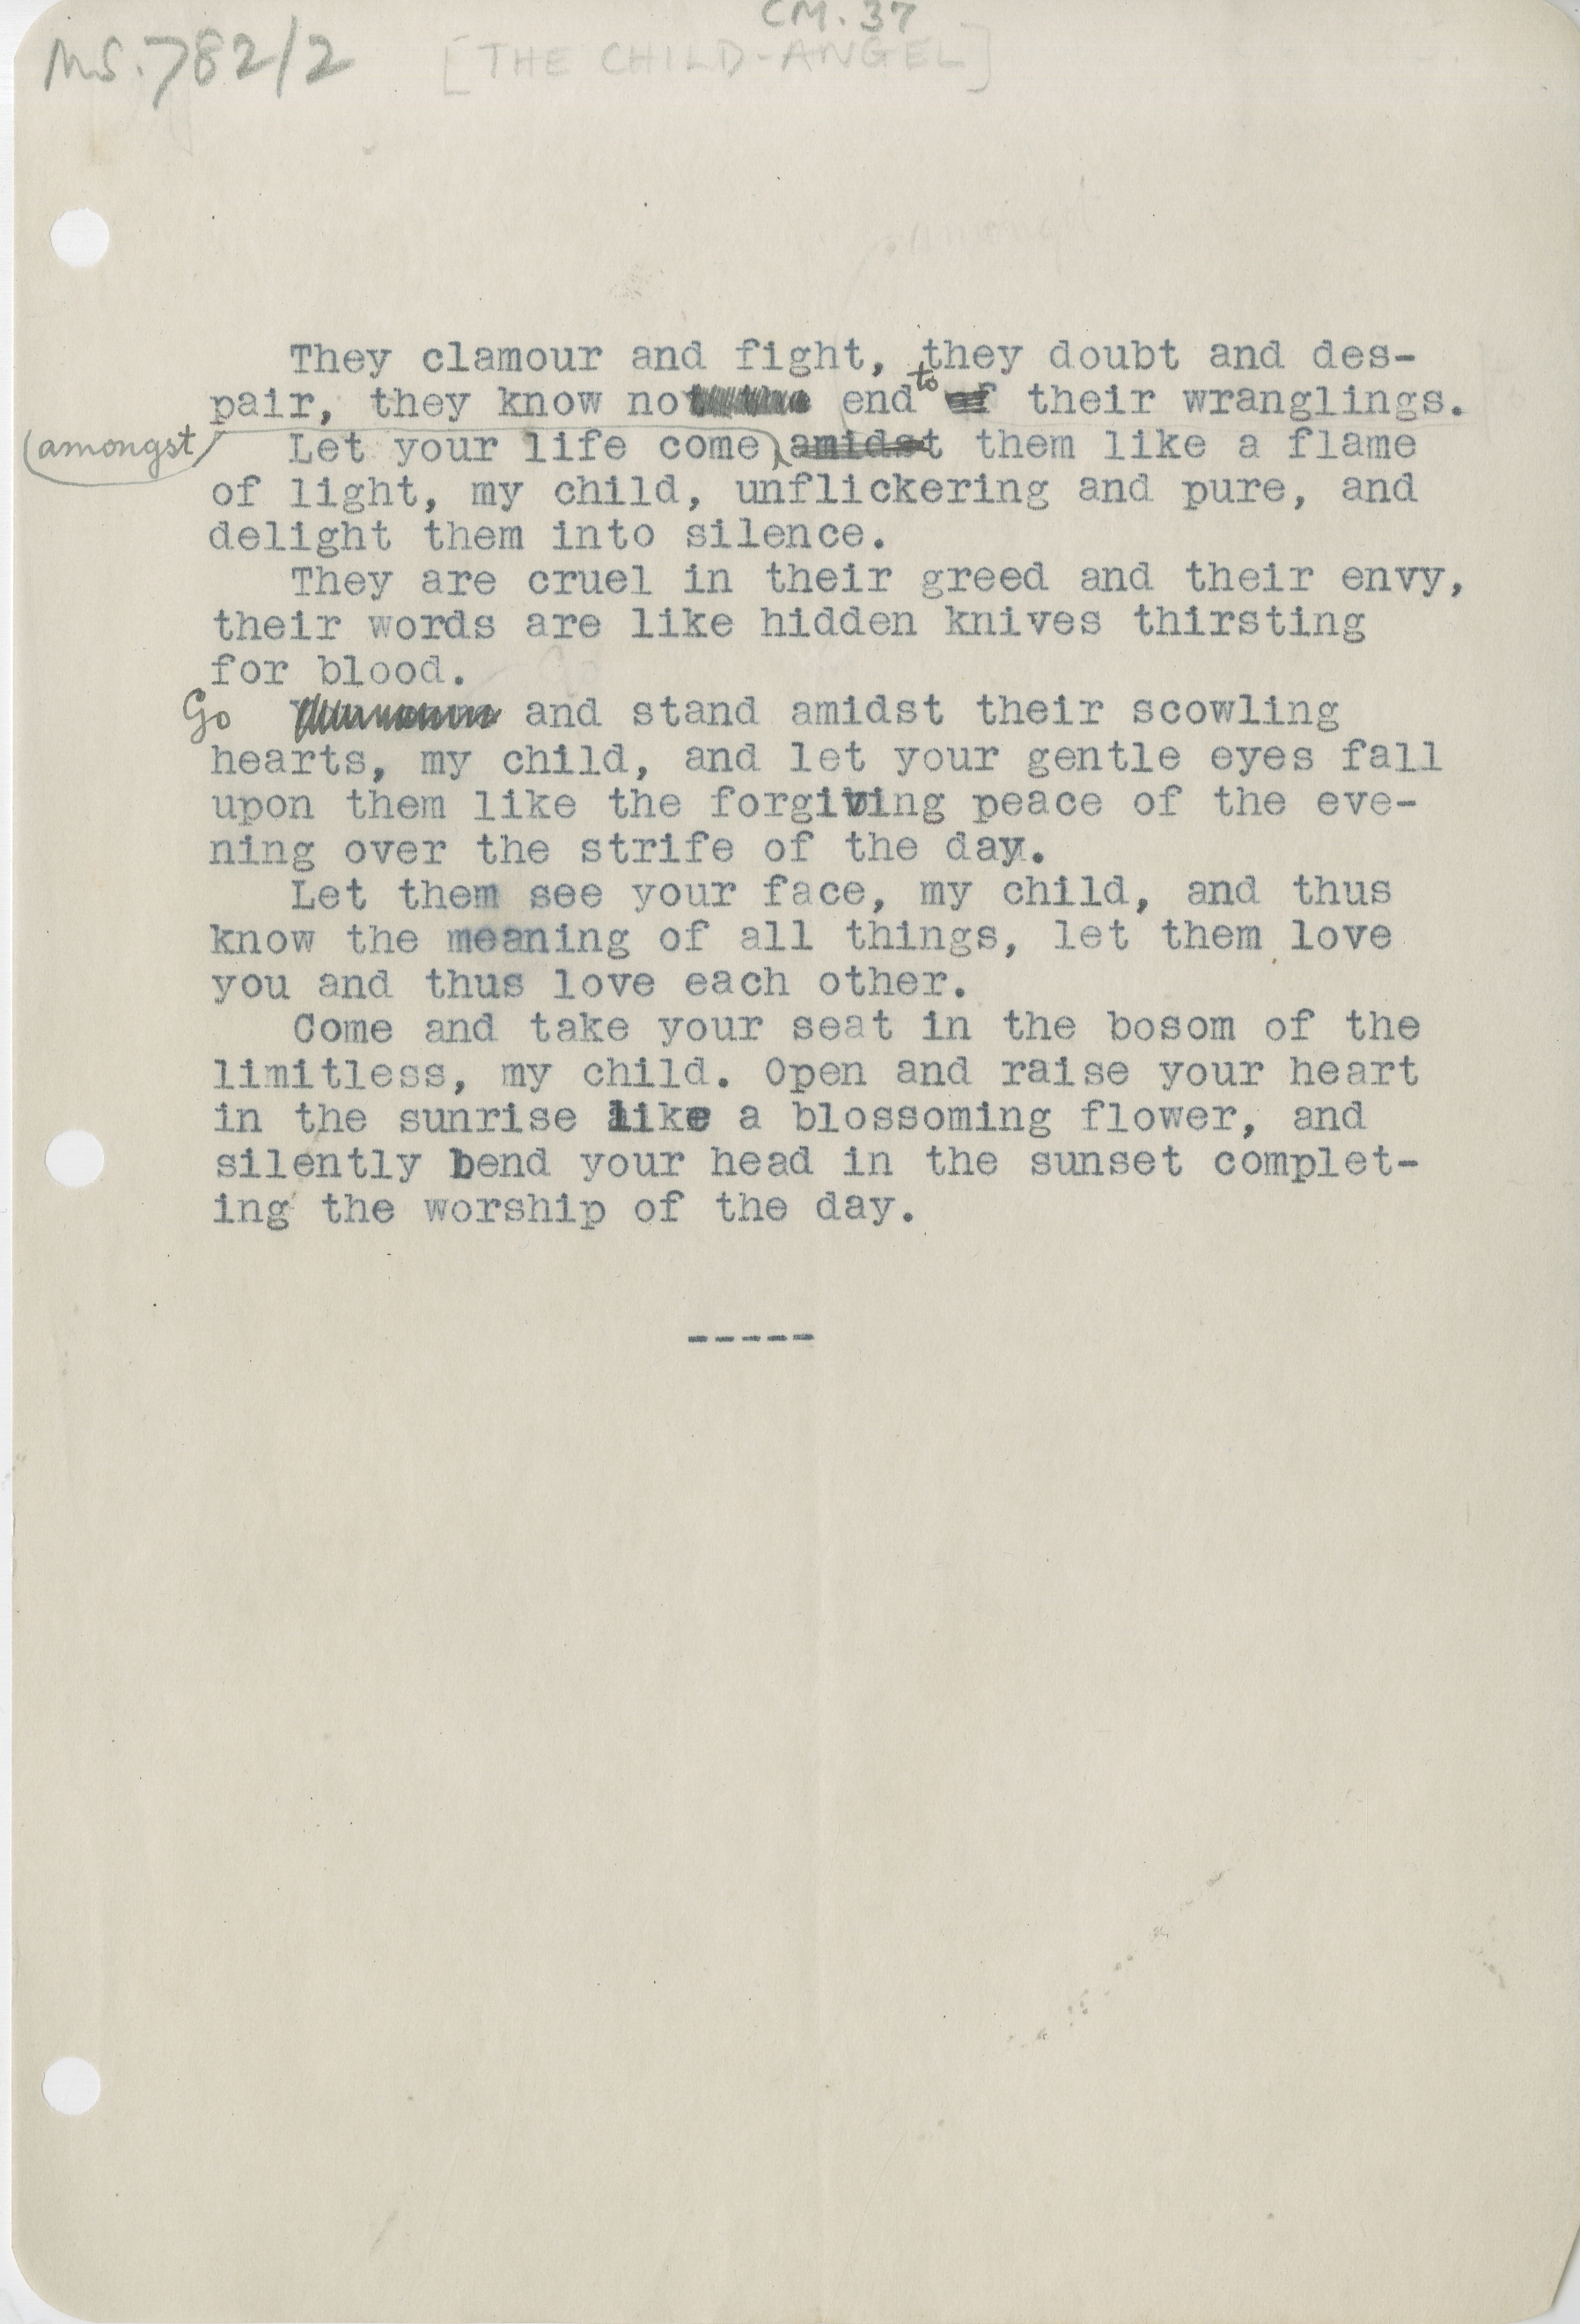 CM. 37
MS. 782/2 [THE CHILD-ANGEL]
They clamour and fight, they doubt and des-
to
pair, they know no end of their wranglings.
amongst Let your life come amidst them like a flame
of light, my child, unflickering and pure, and
delight them into silence.
They are cruel in their greed and their envy,
their words are like hidden knives thirsting
for blood.
Go and stand amidst their scowling
hearts, my child, and let your gentle eyes fall
upon them like the forgiving peace of the eve-
ning over the strife of the day.
Let them see your face, my child, and thus
know the meaning of all things, let them love
you and thus love each other.
Come and take your seat in the bosom of the
limitless, my child. Open and raise your heart
in the sunrise like a blossoming flower, and
silently bend your head in the sunset complet-
ing the worship of the day.
-----